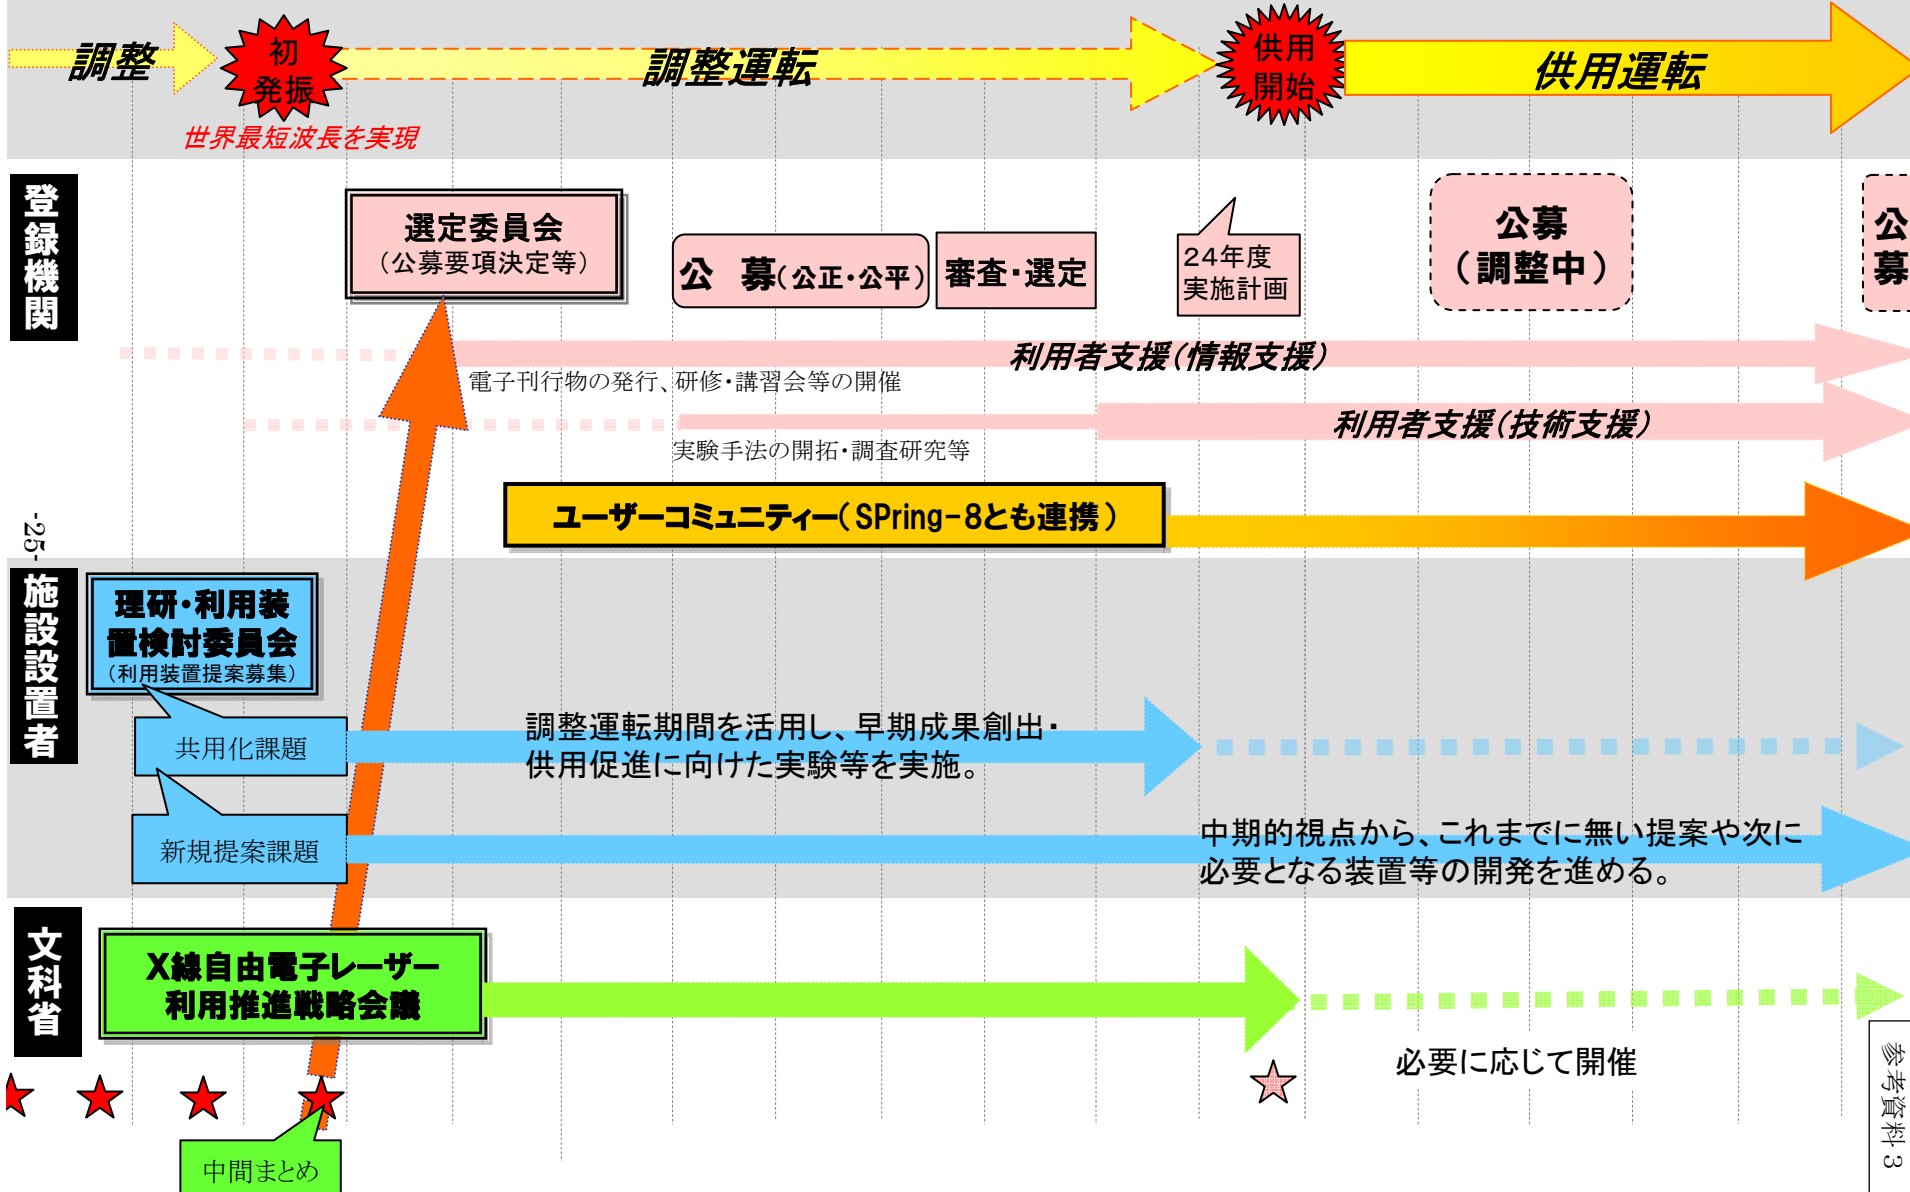 調整
初
発振
調整運転
供用
開始
供用運転
世界最短波長を実現
登録機関
選定委員会
（公募要項決定等）
公　募（公正・公平）
審査・選定
24年度
実施計画
公募
（調整中）
公
募
利用者支援（情報支援）
電子刊行物の発行、研修・講習会等の開催
利用者支援（技術支援）
実験手法の開拓・調査研究等
ユーザーコミュニティー（SPring-8とも連携）
-25-
施設設置者
理研・利用装
置検討委員会
（利用装置提案募集）
共用化課題
調整運転期間を活用し、早期成果創出・
供用促進に向けた実験等を実施。
新規提案課題
中期的視点から、これまでに無い提案や次に
必要となる装置等の開発を進める。
文科省
X線自由電子レーザー
利用推進戦略会議
必要に応じて開催
中間まとめ
参考資料3